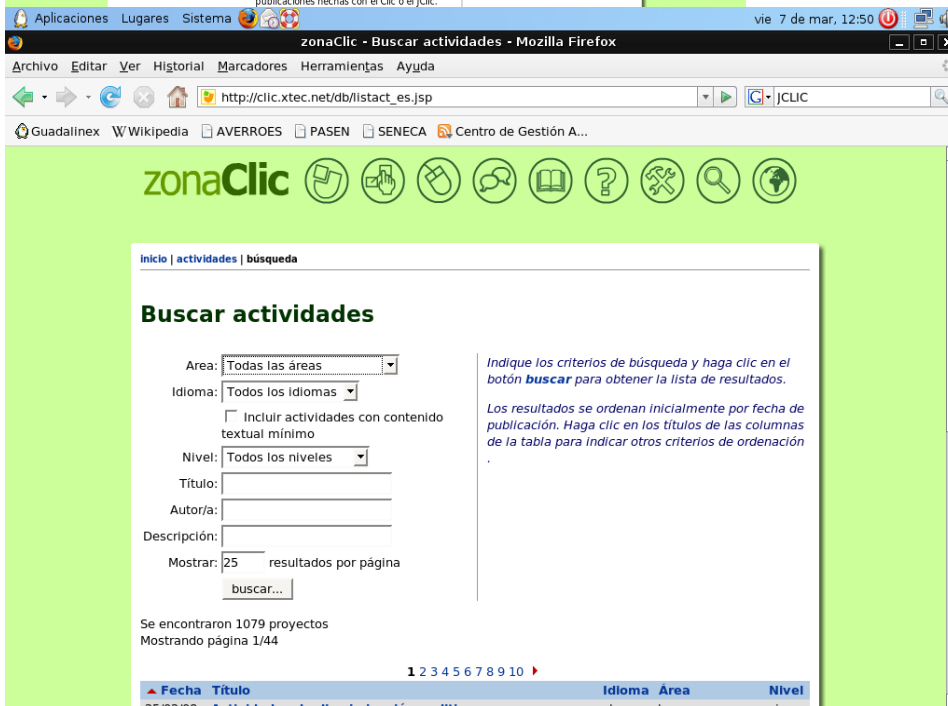 publicaciones hechas con el Clic o el JClic.
Aplicaciones Lugares Sistema vie 7 de mar, 12:50
zonaClic - Buscar actividades - Mozilla Firefox
Archivo Editar Ver Historial Marcadores Herramientas Ayuda
http://clic.xtec.net/db/listact_es.jsp G JCLIC
Guadalinex W Wikipedia AVERROES PASEN SENECA Centro de Gestión A...
zonaClic
inicio | actividades | búsqueda
Buscar actividades
Area: Todas las áreas
Idioma: Todos los idiomas
Incluir actividades con contenido
textual mínimo
Nivel: Todos los niveles
Título:
Autor/a:
Descripción:
Mostrar: 25 resultados por página
buscar...
Indique los criterios de búsqueda y haga clic en el
botón buscar para obtener la lista de resultados.
Los resultados se ordenan inicialmente por fecha de
publicación. Haga clic en los títulos de las columnas
de la tabla para indicar otros criterios de ordenación
.
Se encontraron 1079 proyectos
Mostrando página 1/44
1 2 3 4 5 6 7 8 9 10
Fecha Título Idioma Área Nivel